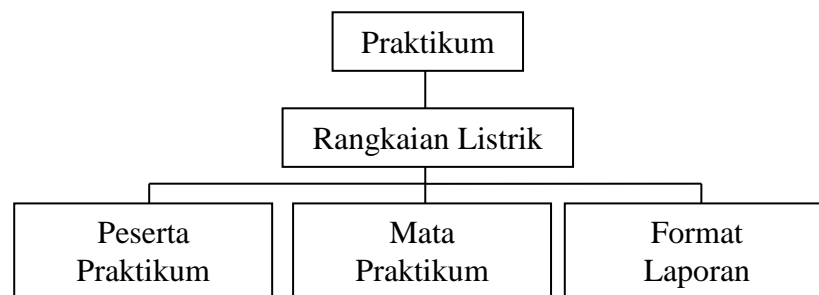 Praktikum
Rangkaian Listrik
Peserta
Praktikum
Mata
Praktikum
Format
Laporan